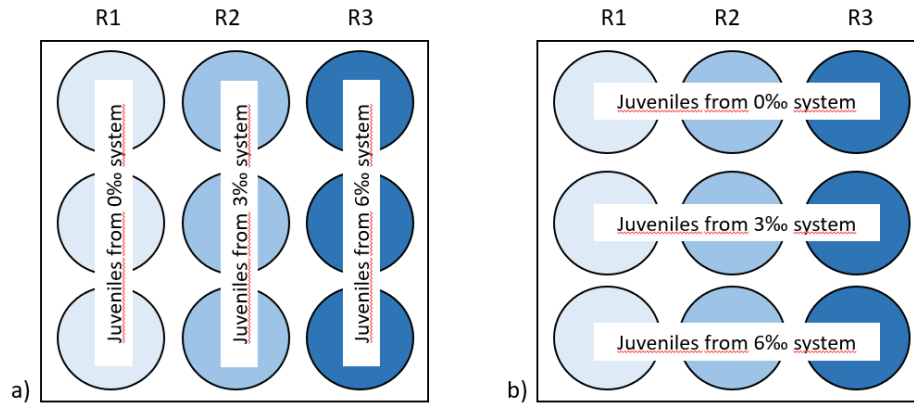 R1 R2 R3
Juveniles from 0‰ system
Juveniles from 3‰ system
Juveniles from 6‰ system
a)
R1 R2 R3
Juveniles from 0‰ system
Juveniles from 3‰ system
Juveniles from 6‰ system
b)